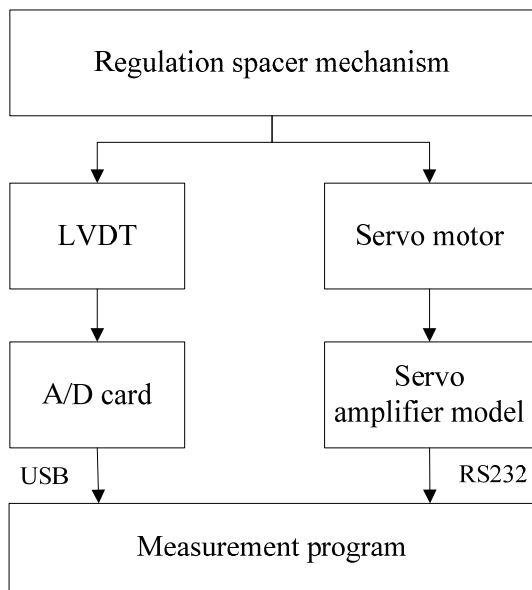 Regulation spacer mechanism
LVDT
Servo motor
A/D card
Servo
amplifier model
USB
RS232
Measurement program